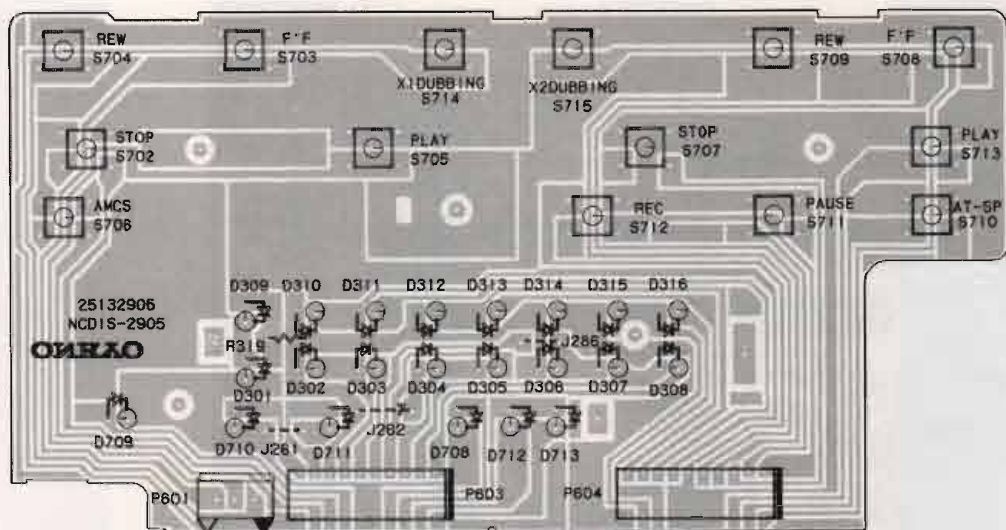 REW
S704
F'F
S703
X1DUBBING
S714
X2DUBBING
S715
REW
S709
F'F
S708
STOP
S702
PLAY
S705
STOP
S707
PLAY
S713
AMCS
S706
REC
S712
PAUSE
S711
AT-SP
S710
D309 D310 D311 D312 D313 D314 D315 D316
25132906
NCDIS-2905
ONKYO
R319
J286
D301 D302 D303 D304 D305 D306 D307 D308
D709 D710 J261 D711 J262 D708 D712 D713
P601 P603 P604